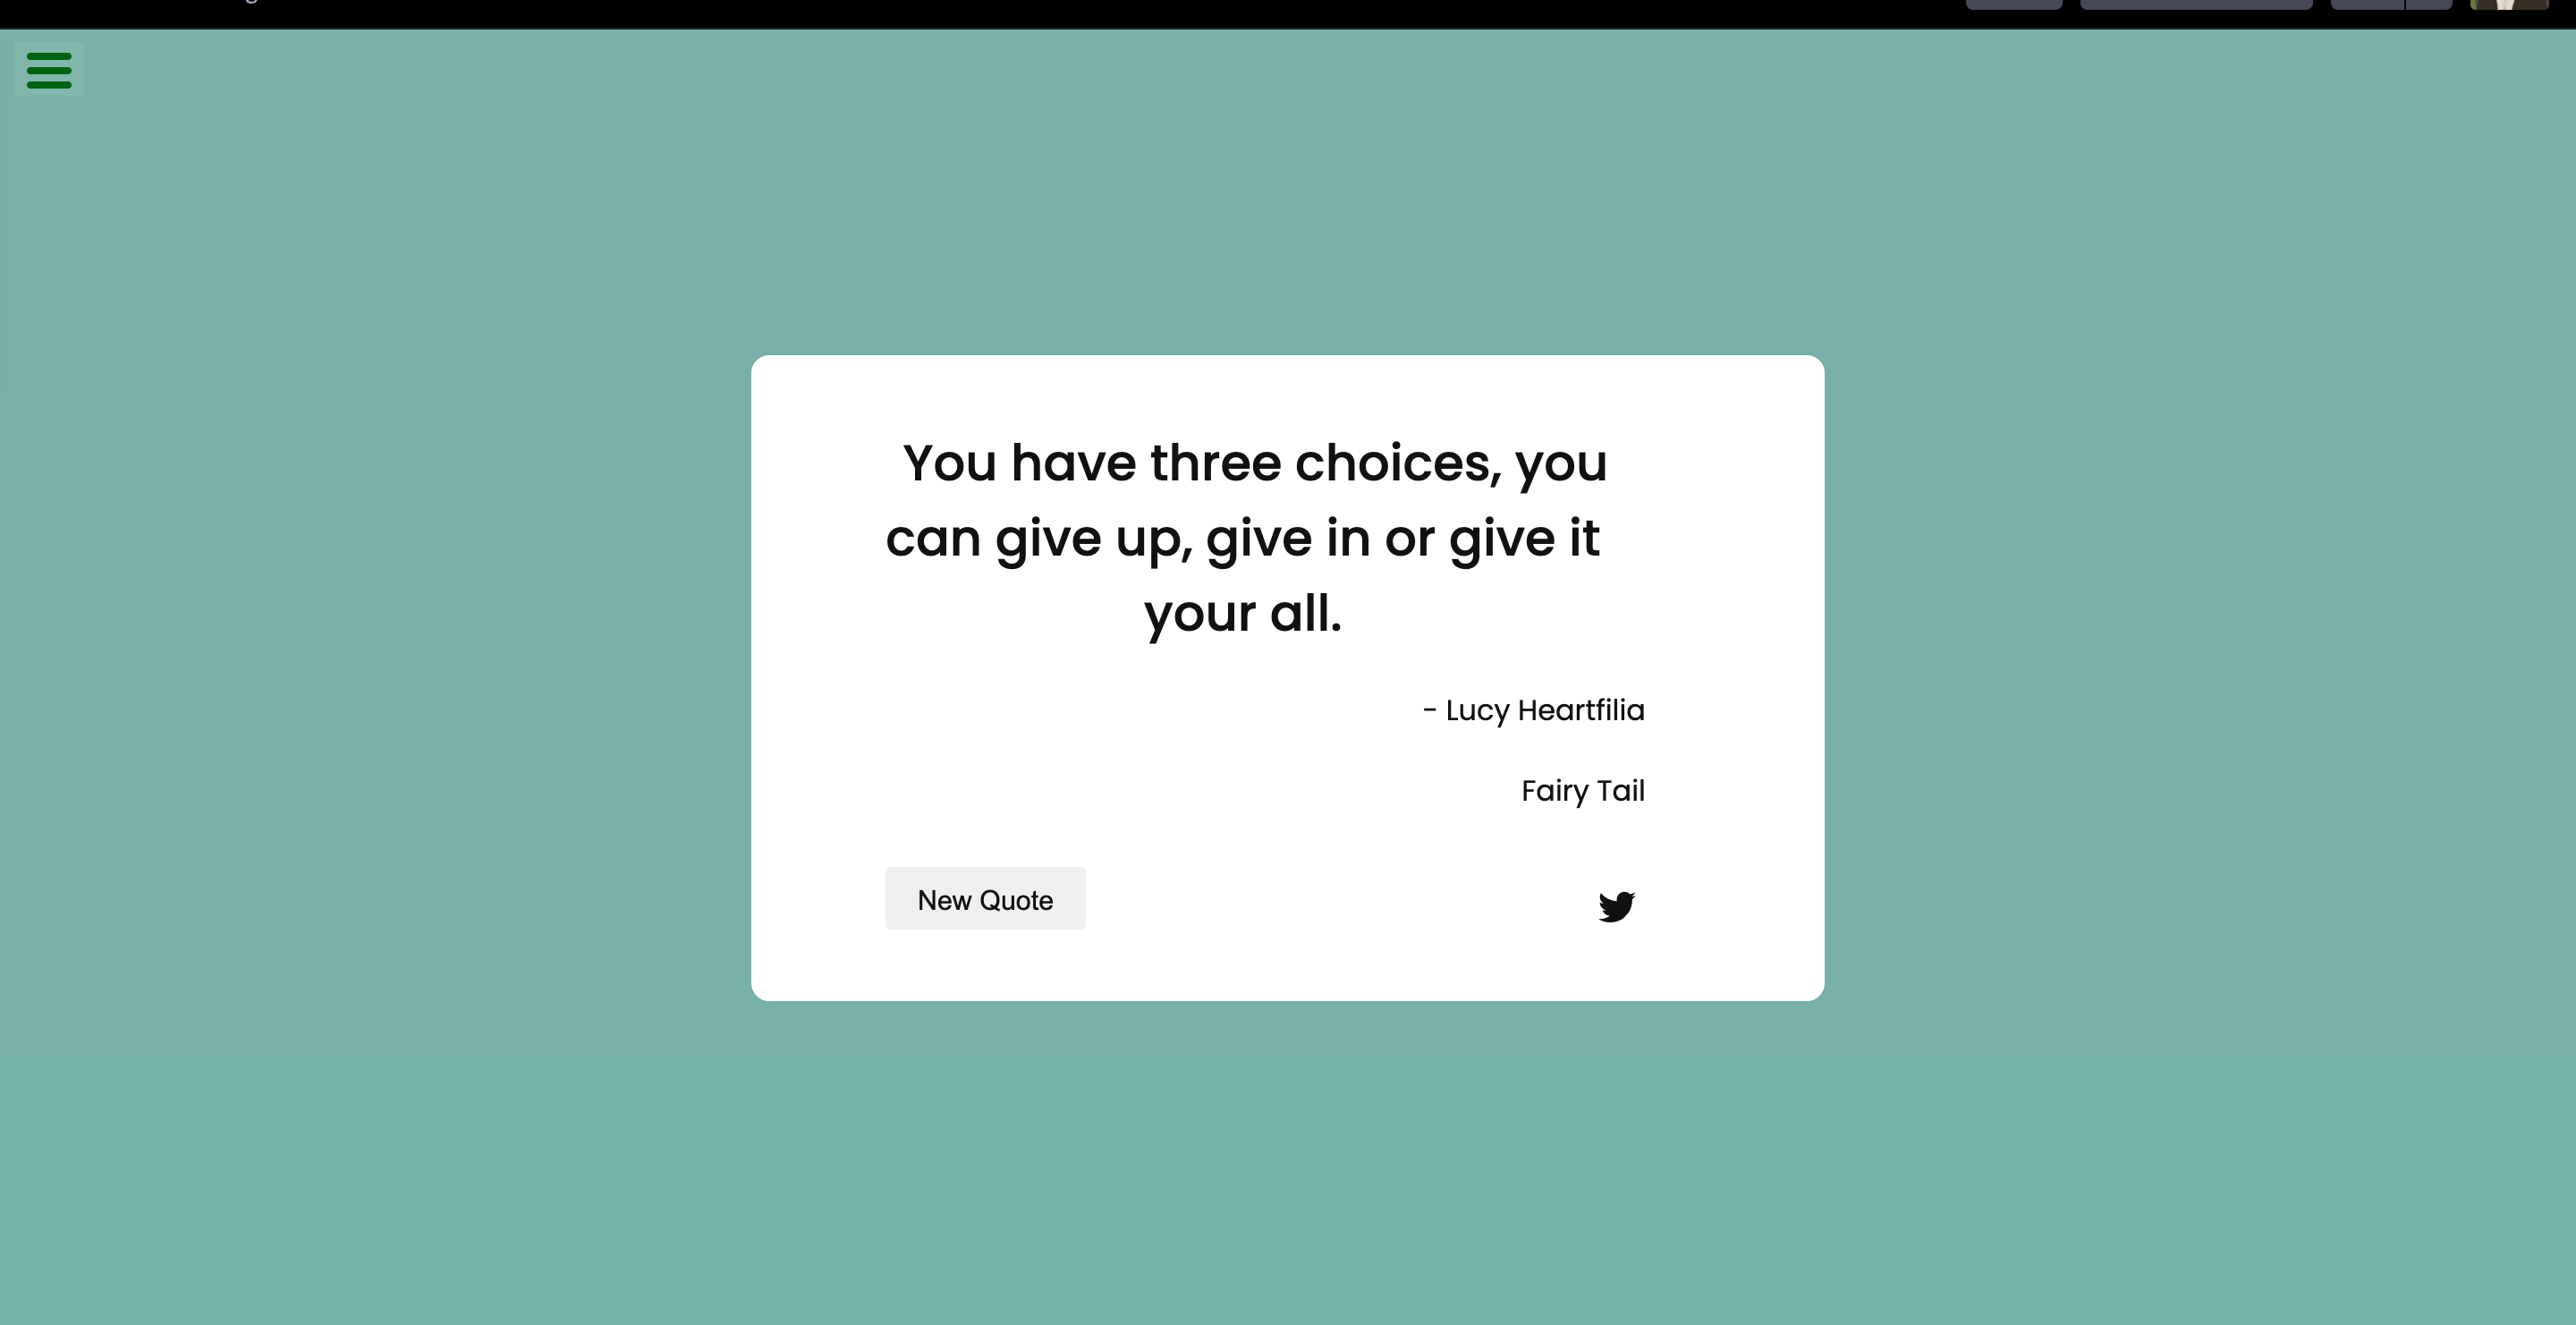 You have three choices, you
can give up, give in or give it
your all.
- Lucy Heartfilia
Fairy Tail
New Quote